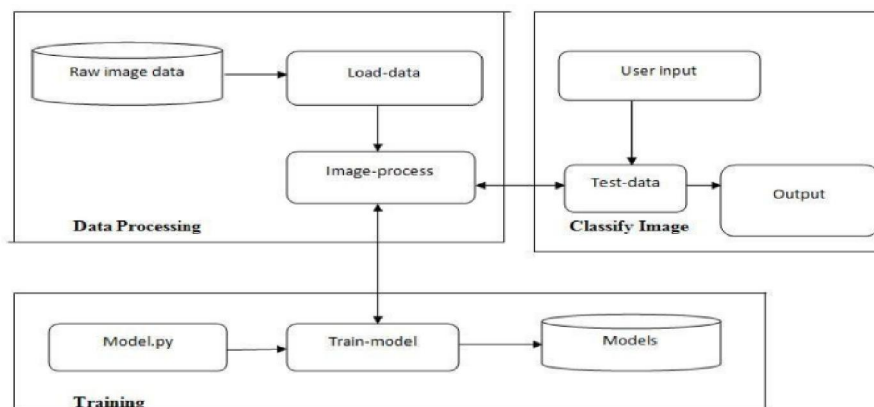 Raw image data
Load-data
Image-process
Data Processing
User input
Test-data
Output
Classify Image
Model.py
Train-model
Models
Training